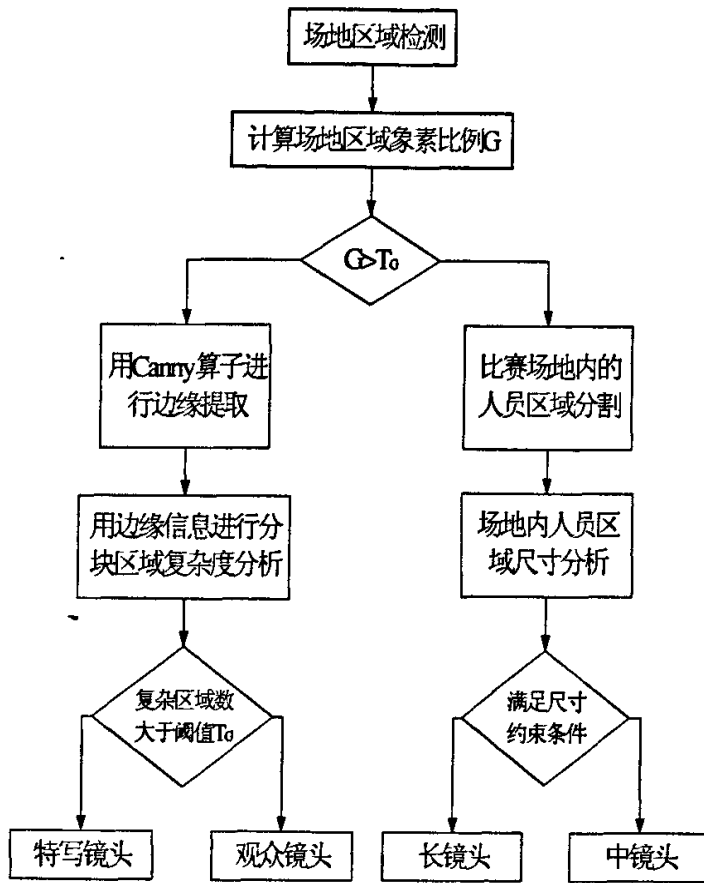 场地区域检测
计算场地区域象素比例G
G>T₀
用Canny算子进
行边缘提取
比赛场地内的
人员区域分割
用边缘信息进行分
块区域复杂度分析
场地内人员区
域尺寸分析
复杂区域数
大于阈值Tσ
满足尺寸
约束条件
特写镜头
观众镜头
长镜头
中镜头